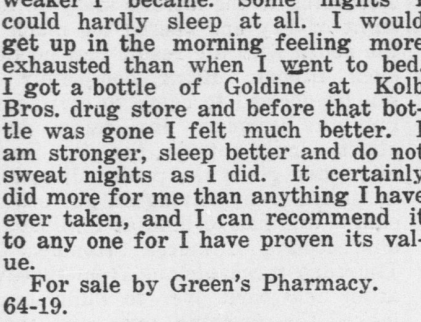 weaker I became. Some nights I
could hardly sleep at all. I would
get up in the morning feeling more
exhausted than when I went to bed.
I got a bottle of Goldine at Kolb
Bros. drug store and before that bot-
tle was gone I felt much better. I
am stronger, sleep better and do not
sweat nights as I did. It certainly
did more for me than anything I have
ever taken, and I can recommend it
to any one for I have proven its val-
ue.
For sale by Green's Pharmacy.
64-19.